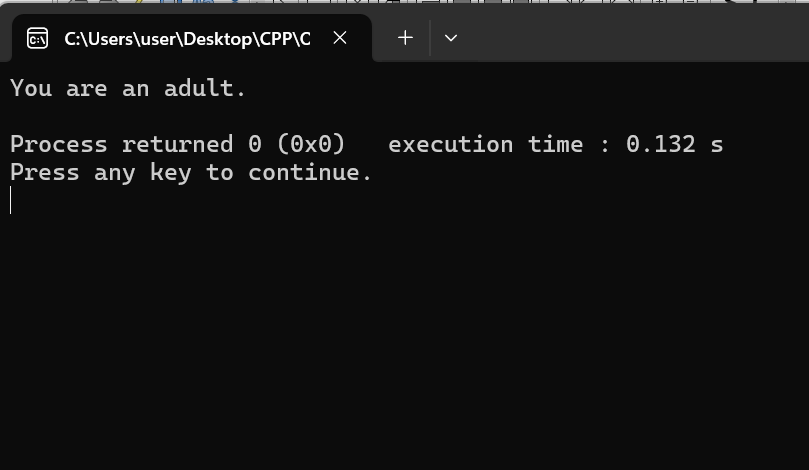 C:\Users\user\Desktop\CPP\C
You are an adult.
Process returned 0 (0x0)   execution time : 0.132 s
Press any key to continue.